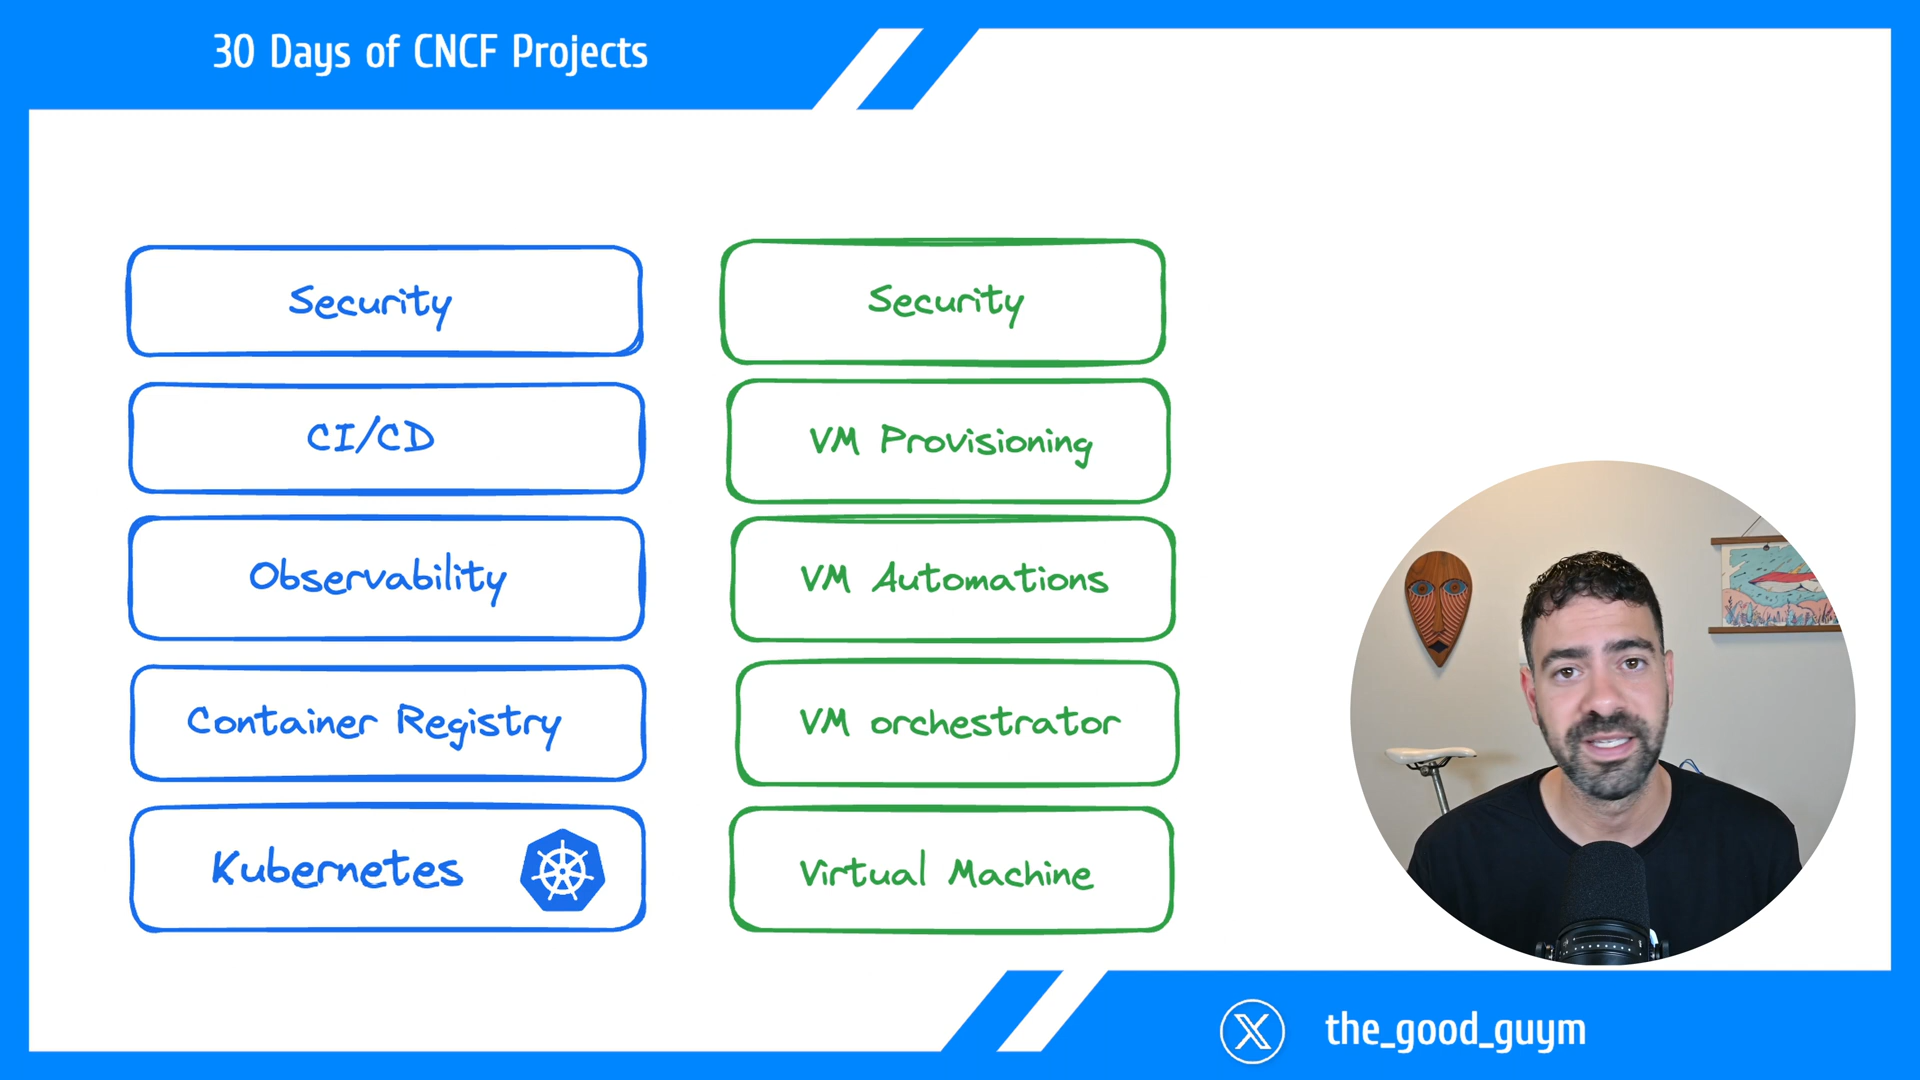 30 Days of CNCF Projects
Security
CI/CD
Observability
Container Registry
Kubernetes
Security
VM Provisioning
VM Automations
VM orchestrator
Virtual Machine
the_good_guym